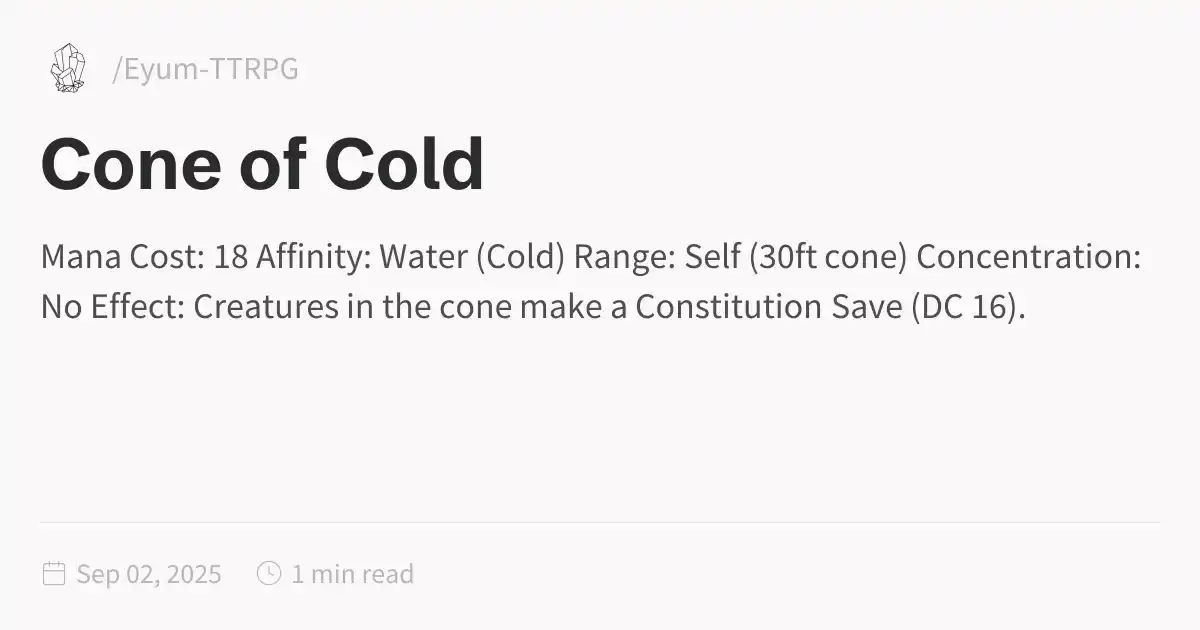 /Eyum-TTRPG
Cone of Cold
Mana Cost: 18 Affinity: Water (Cold) Range: Self (30ft cone) Concentration:
No Effect: Creatures in the cone make a Constitution Save (DC 16).
Sep 02, 2025 1 min read